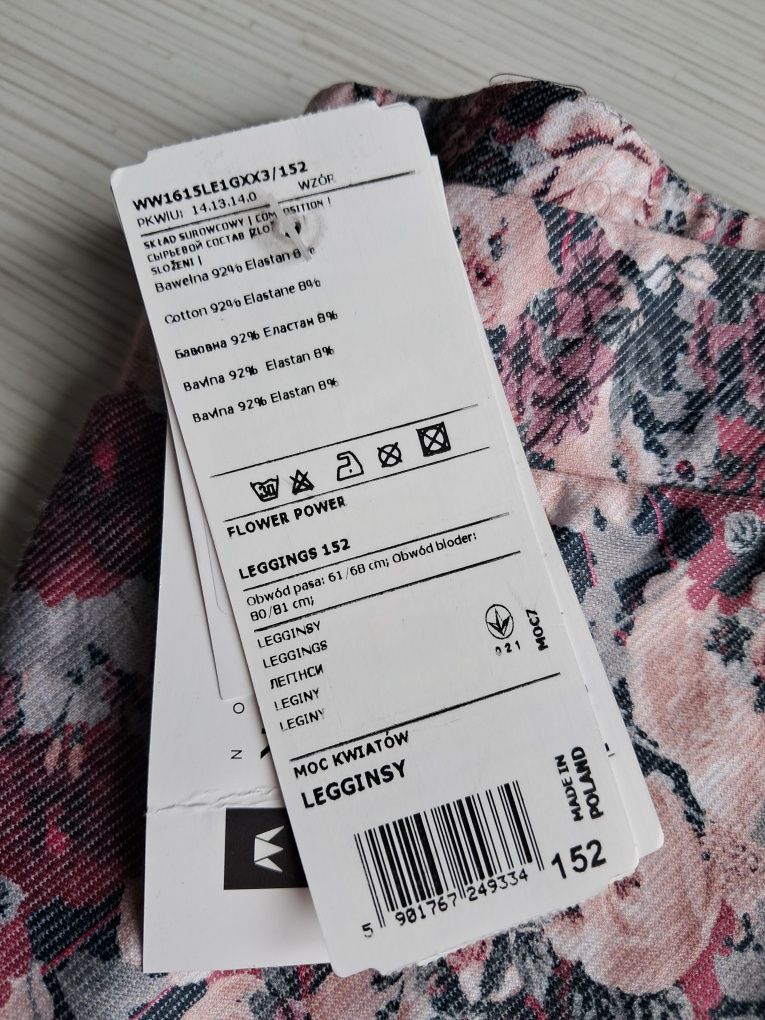 WW1615LE1GXX3/152
PKWIU: 14.13.14.0 WZÓR
SKŁAD SUROWCOWY | COMPOSITION |
СЫРЬЕВОЙ СОСТАВ
SLOŽENI |
Bawełna 92% Elastan 8%
Cotton 92% Elastane 8%
Бавовна 92% Еластан 8%
Bavlna 92% Elastan 8%
Bavlna 92% Elastan 8%
30
FLOWER POWER
LEGGINGS 152
Obwód pasa: 61/68 cm; Obwód bioder:
80/81 cm;
LEGGINSY
LEGGINGS
ЛЕГІНСИ
LEGINY
LEGINY
021
MOC7
MOC KWIATÓW
LEGGINSY
MADE IN
POLAND
5 901767 249334
152
N O